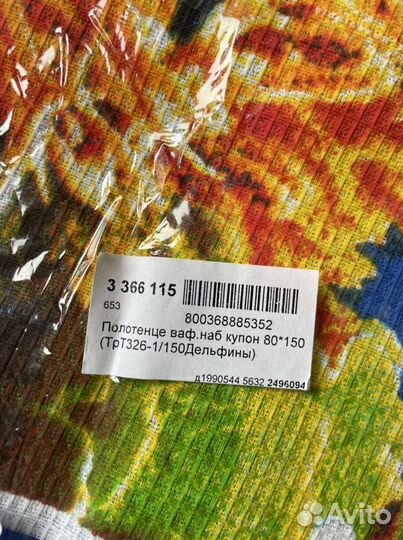 3 366 115
653
800368885352
Полотенце ваф.наб купон 80*150
(ТрТ326-1/150Дельфины)
д1990544 5632 2496094
Avito